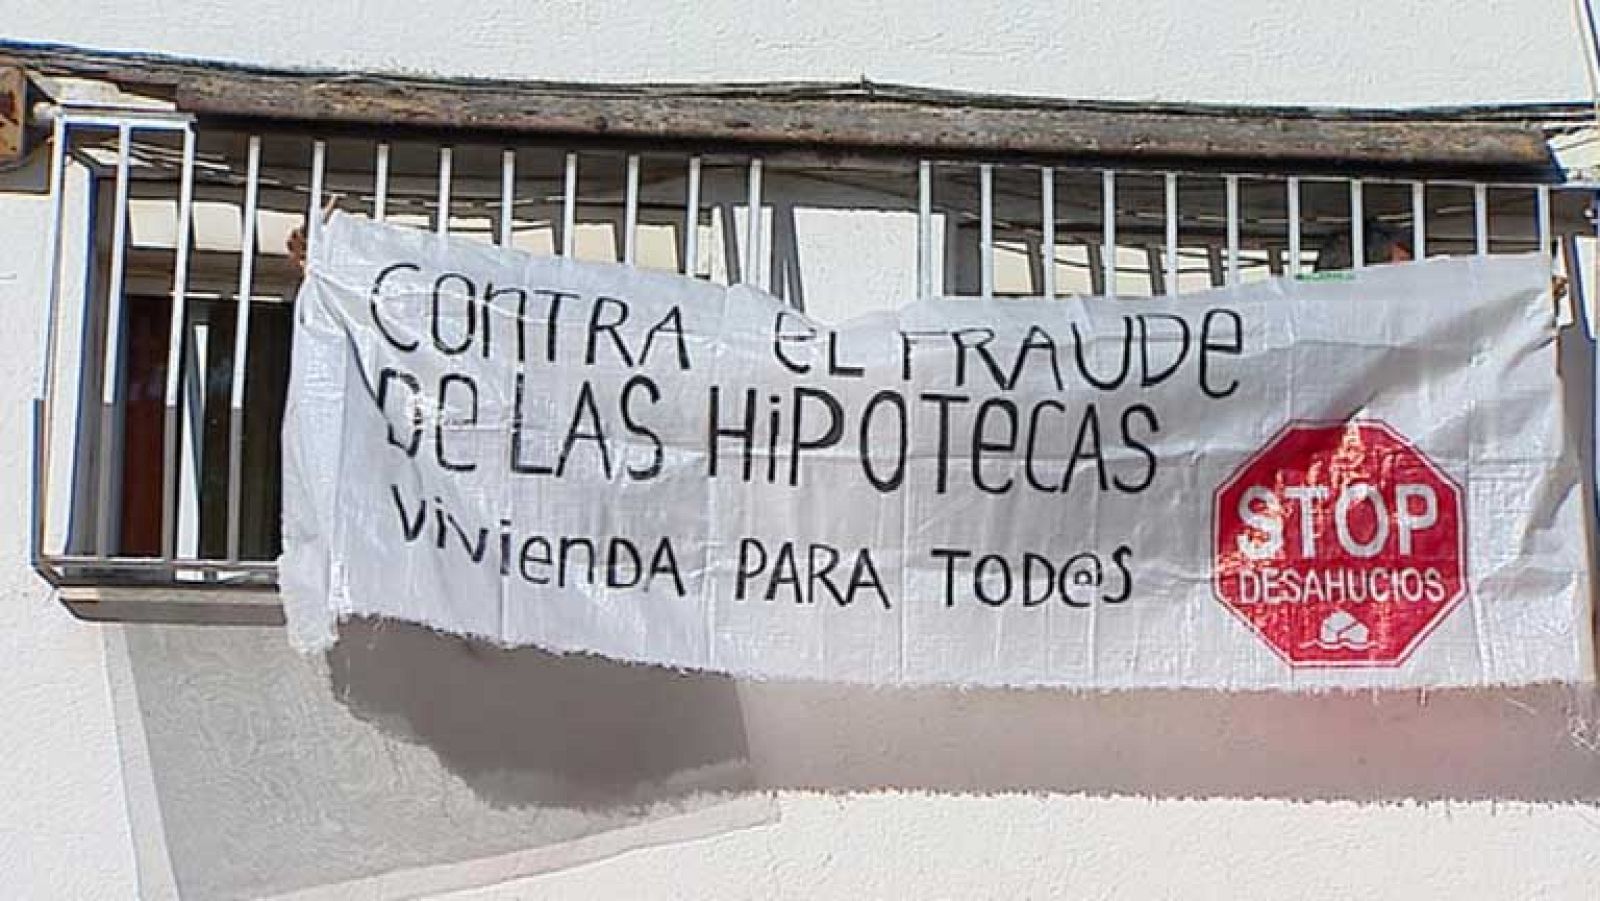 CONTRA EL FRAUDE
DE LAS HIPOTECAS
VIVIENDA PARA TOD@S
STOP
DESAHUCIOS